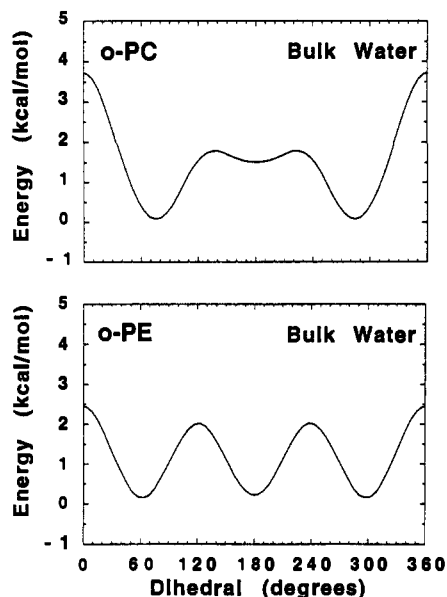 o-PC Bulk Water
Energy (kcal/mol)
5
4
3
2
1
0
- 1
o-PE Bulk Water
Energy (kcal/mol)
5
4
3
2
1
0
- 1
0 60 120 180 240 300 360
Dihedral (degrees)